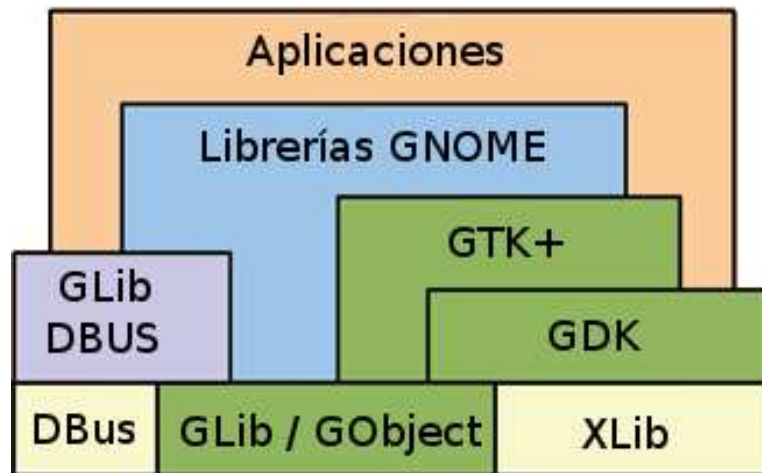 Aplicaciones
Librerías GNOME
GTK+
GLib
DBUS
GDK
DBus
GLib / GObject
XLib